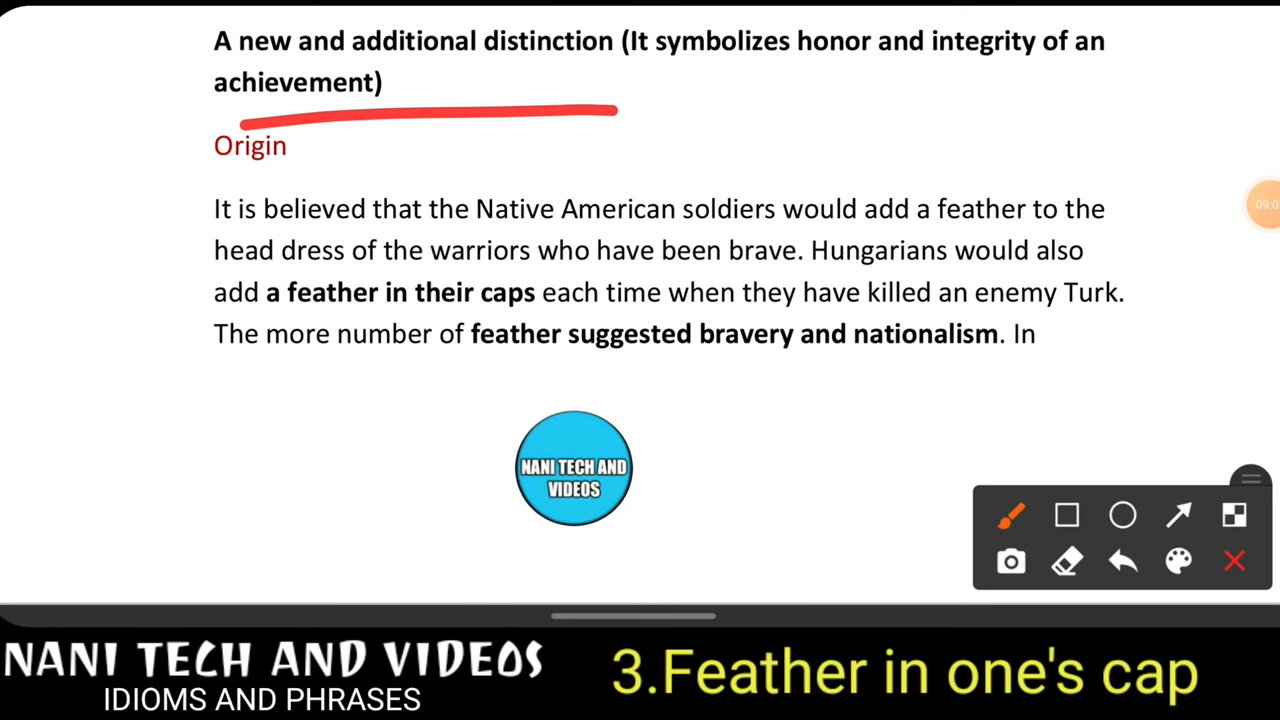 A new and additional distinction (It symbolizes honor and integrity of an
achievement)
Origin
It is believed that the Native American soldiers would add a feather to the
head dress of the warriors who have been brave. Hungarians would also
add a feather in their caps each time when they have killed an enemy Turk.
The more number of feather suggested bravery and nationalism. In
NANI TECH AND
VIDEOS
NANI TECH AND VIDEOS
IDIOMS AND PHRASES
3.Feather in one's cap